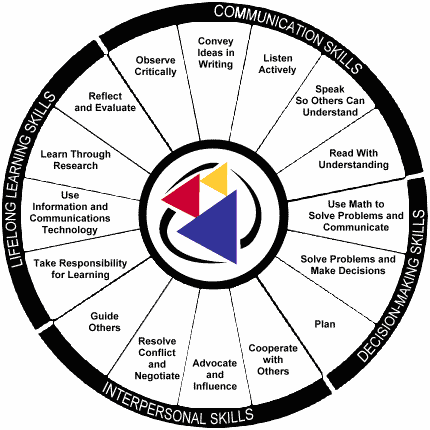 COMMUNICATION SKILLS
Observe
Critically
Convey
Ideas in
Writing
Listen
Actively
Speak
So Others Can
Understand
Read With
Understanding
DECISION-MAKING SKILLS
Use Math to
Solve Problems and
Communicate
Solve Problems and
Make Decisions
Plan
INTERPERSONAL SKILLS
Cooperate
with
Others
Advocate
and
Influence
Resolve
Conflict
and
Negotiate
Guide
Others
LIFELONG LEARNING SKILLS
Take Responsibility
for Learning
Use
Information and
Communications
Technology
Learn Through
Research
Reflect
and Evaluate